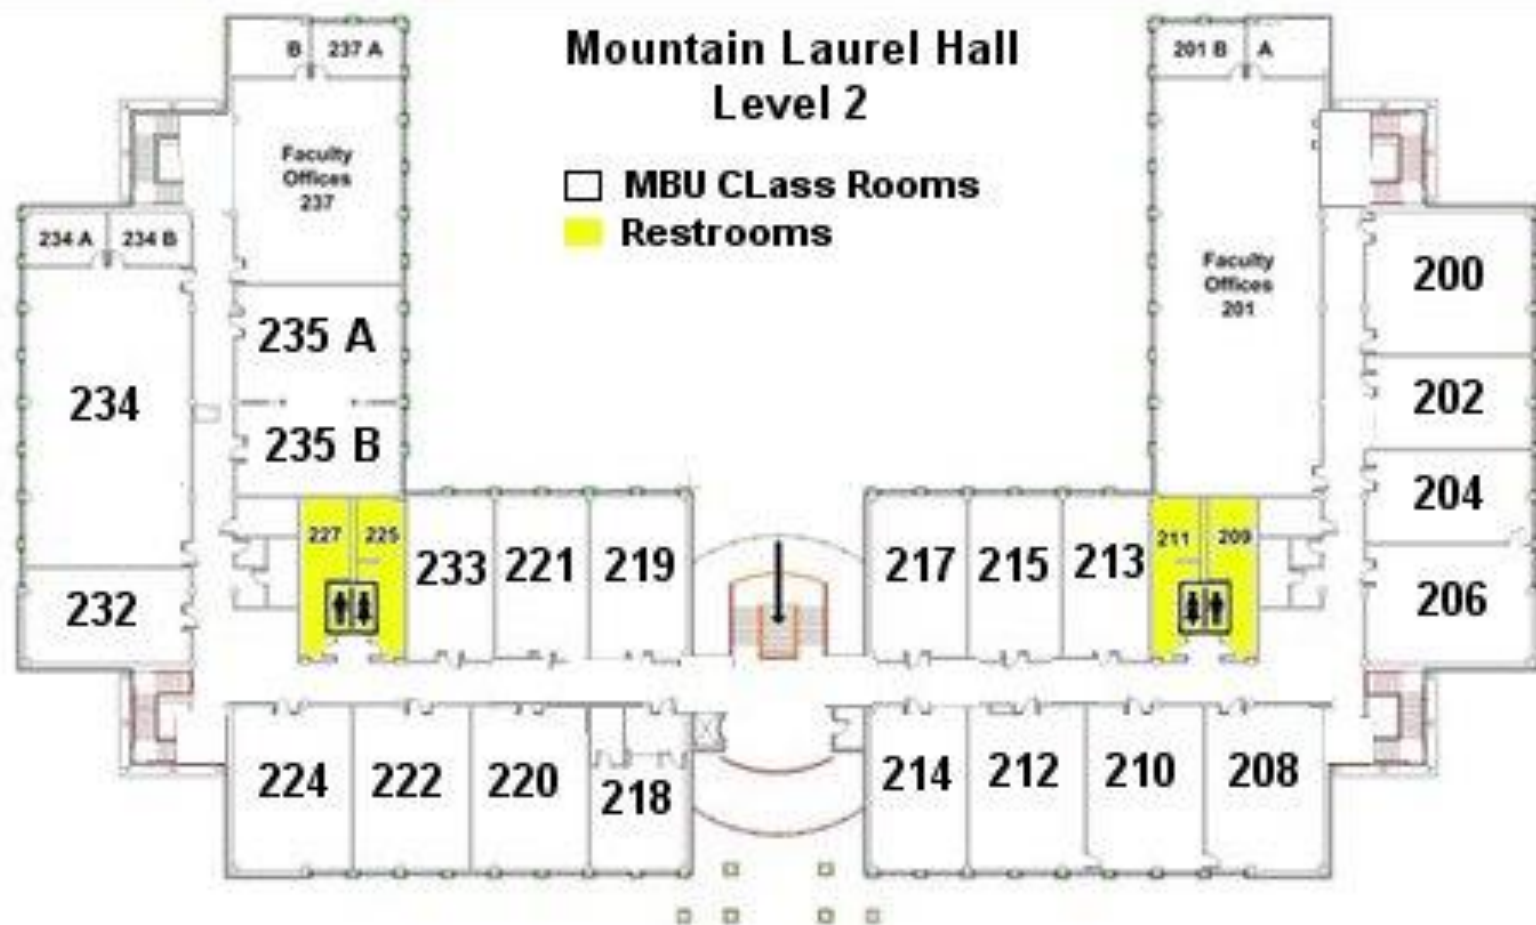 B 237 A
Mountain Laurel Hall
Level 2
201 B A
Faculty
Offices
237
MBU CLass Rooms
Restrooms
234 A 234 B
Faculty
Offices
201
200
235 A
234
202
235 B
204
227 225
233 221 219
217 215 213
211 209
232
206
224 222 220 218
214 212 210 208